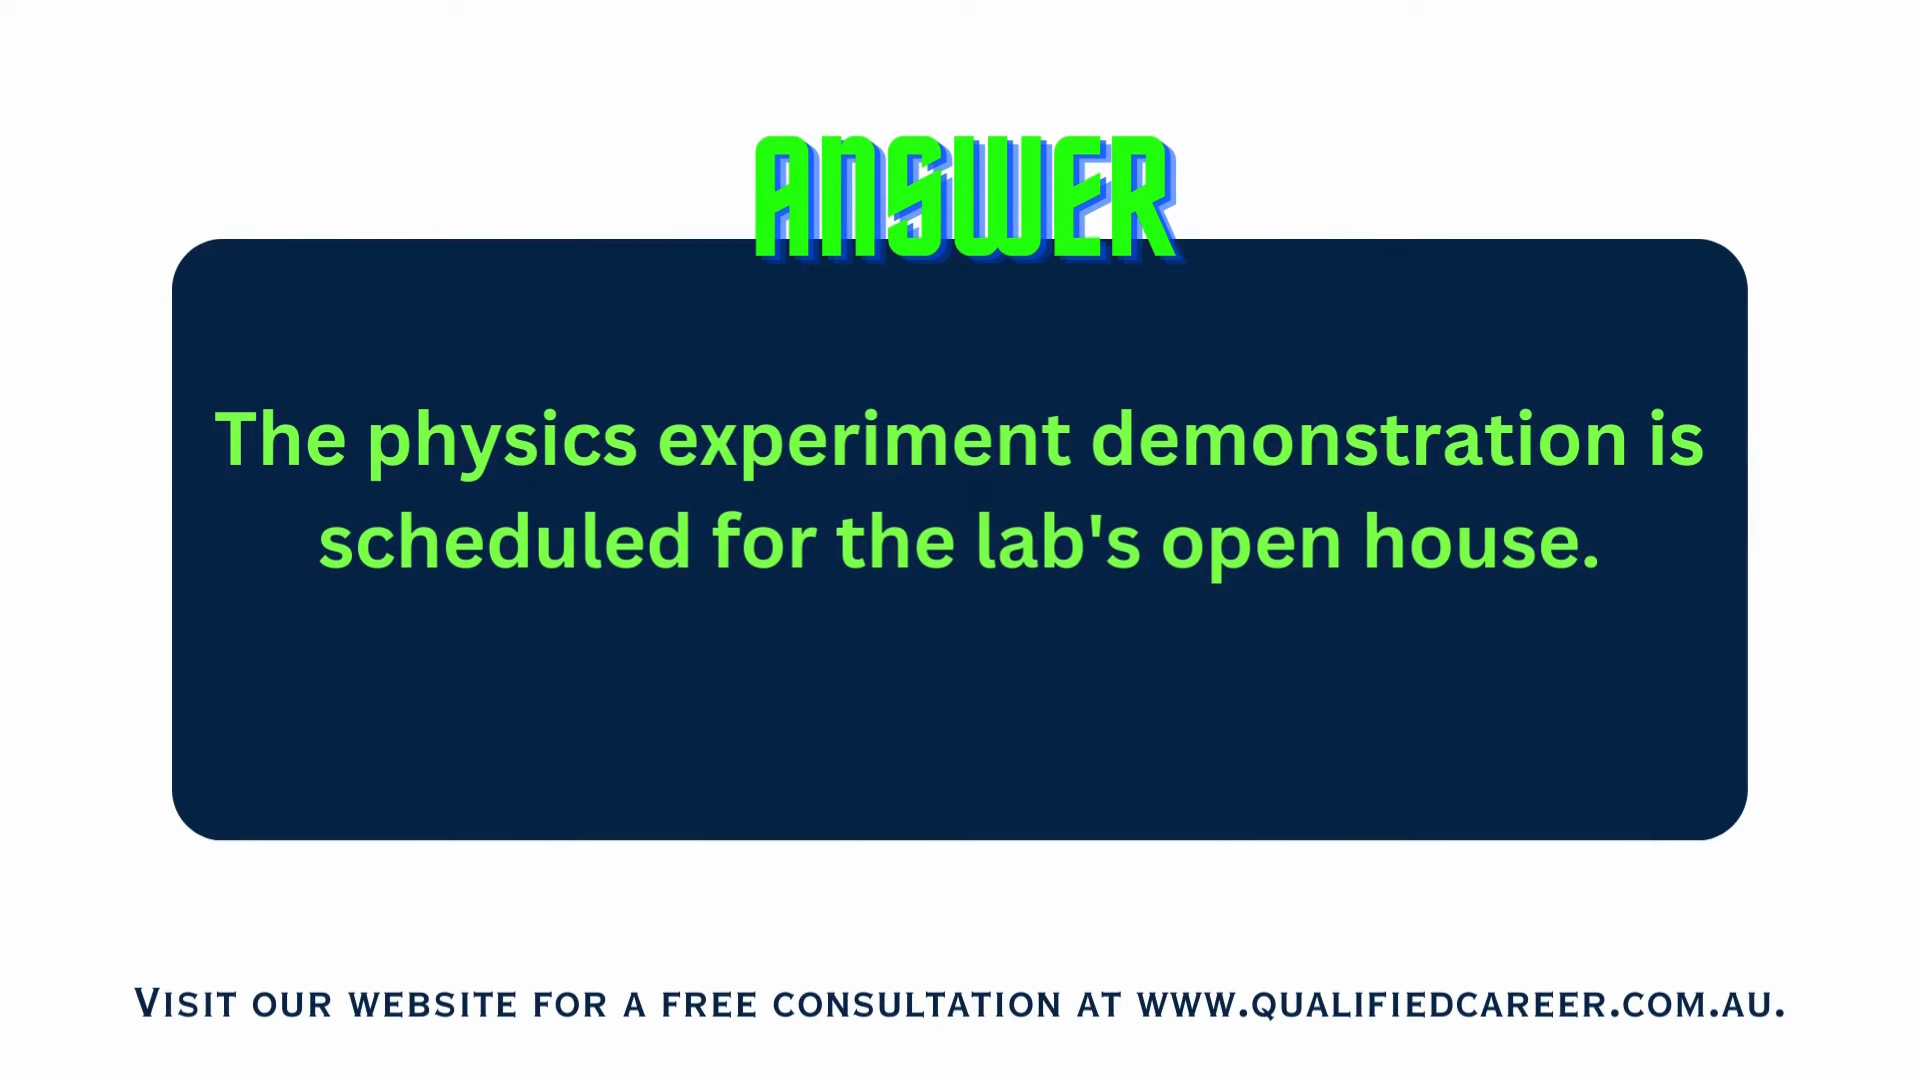 ANSWER
The physics experiment demonstration is
scheduled for the lab's open house.
Visit our website for a free consultation at www.qualifiedcareer.com.au.